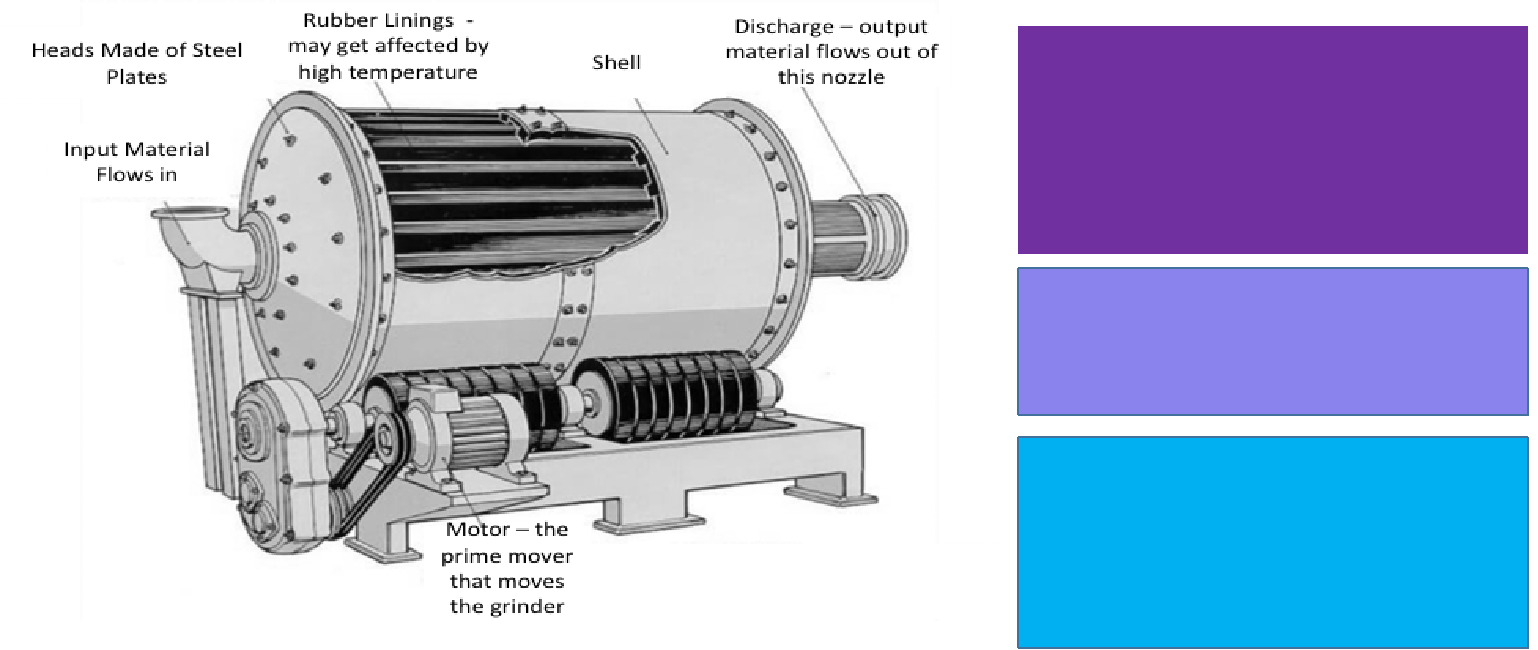 Heads Made of Steel
Plates
Rubber Linings -
may get affected by
high temperature
Shell
Discharge – output
material flows out of
this nozzle
Input Material
Flows in
Motor – the
prime mover
that moves
the grinder